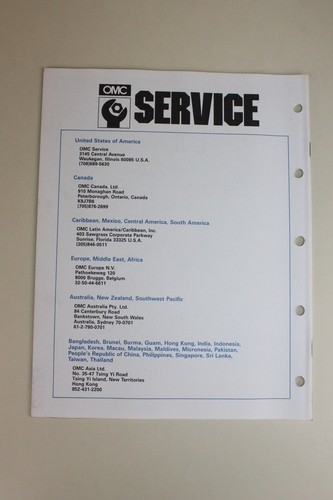 OMC
SERVICE
United States of America
OMC Service
3145 Central Avenue
Waukegan, Illinois 60085 U.S.A.
(708)689-5630
Canada
OMC Canada, Ltd.
910 Monaghan Road
Peterborough, Ontario, Canada
K9J7B6
(705)876-2699
Caribbean, Mexico, Central America, South America
OMC Latin America/Caribbean, Inc.
403 Sawgrass Corporate Parkway
Sunrise, Florida 33325 U.S.A.
(305)846-0511
Europe, Middle East, Africa
OMC Europa N.V.
Pathoekeweg 120
8000 Brugge, Belgium
32-50-44-6611
Australia, New Zealand, Southwest Pacific
OMC Australia Pty. Ltd.
84 Canterbury Road
Bankstown, New South Wales
Australia, Sydney 70-0701
61-2-790-0701
Bangladesh, Brunei, Burma, Guam, Hong Kong, India, Indonesia,
Japan, Korea, Macau, Malaysia, Maldives, Micronesia, Pakistan,
People's Republic of China, Philippines, Singapore, Sri Lanka,
Taiwan, Thailand
OMC Asia Ltd.
No. 35-47 Tsing Yi Road
Tsing Yi Island, New Territories
Hong Kong
852-431-2200